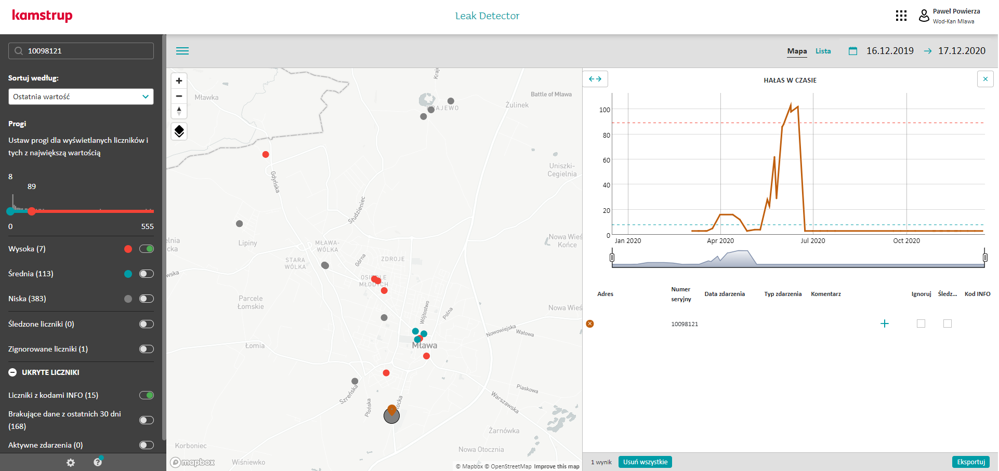 kamstrup
Leak Detector
Paweł Powierza
Wod-Kan Mlawa
10098121
Sortuj według:
Ostatnia wartość
Progi
Ustaw progi dla wyświetlanych liczników i
tych z największą wartością
8
89
0
555
Wysoka (7)
Średnia (113)
Niska (383)
Śledzone liczniki (0)
Zignorowane liczniki (1)
UKRYTE LICZNIKI
Liczniki z kodami INFO (15)
Brakujące dane z ostatnich 30 dni
(168)
Aktywne zdarzenia (0)
Mapa
Lista
16.12.2019
17.12.2020
Mławka
Battle of Mława
Żulinek
Uniszki-
Cegielnia
Gdyńska
Studzieniec
Lipiny
MŁAWA-
WÓLKA
STARA
WÓLKA
Górna
ZDROJE
Nowa Wieś
Końce
MŁODYCH
Parcele
Łomskie
Wójtostwo
Polna
Nowa Wieś
Nowowiejska
Wałowa
Łomia
Mława
Szreńska
Płońska
Piaskowa
Warszawska
Żarnówka
Korboniec
Nowa Otocznia
Wiśniewko
mapbox
© Mapbox © OpenStreetMap Improve this map
HAŁAS W CZASIE
100
80
60
40
20
0
Jan 2020
Apr 2020
Jul 2020
Oct 2020
Adres
Numer
seryjny
Data zdarzenia
Typ zdarzenia
Komentarz
Ignoruj
Śledz...
Kod INFO
10098121
1 wynik
Usuń wszystkie
Eksportuj